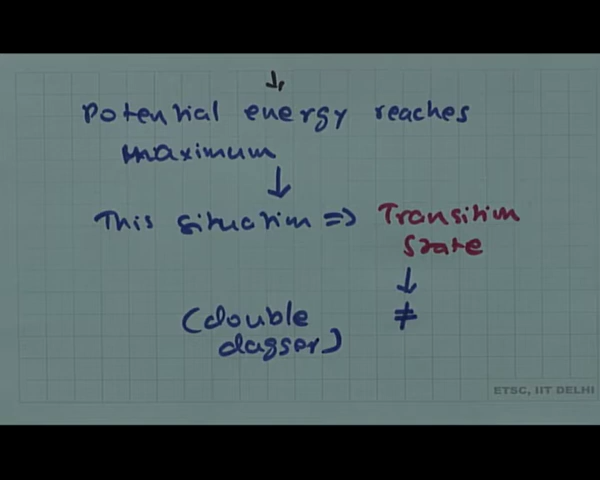 ↓
Potential energy reaches
maximum
↓
This situation => Transition
State
↓
(double ≠
dagger)
ETSC, IIT DELHI